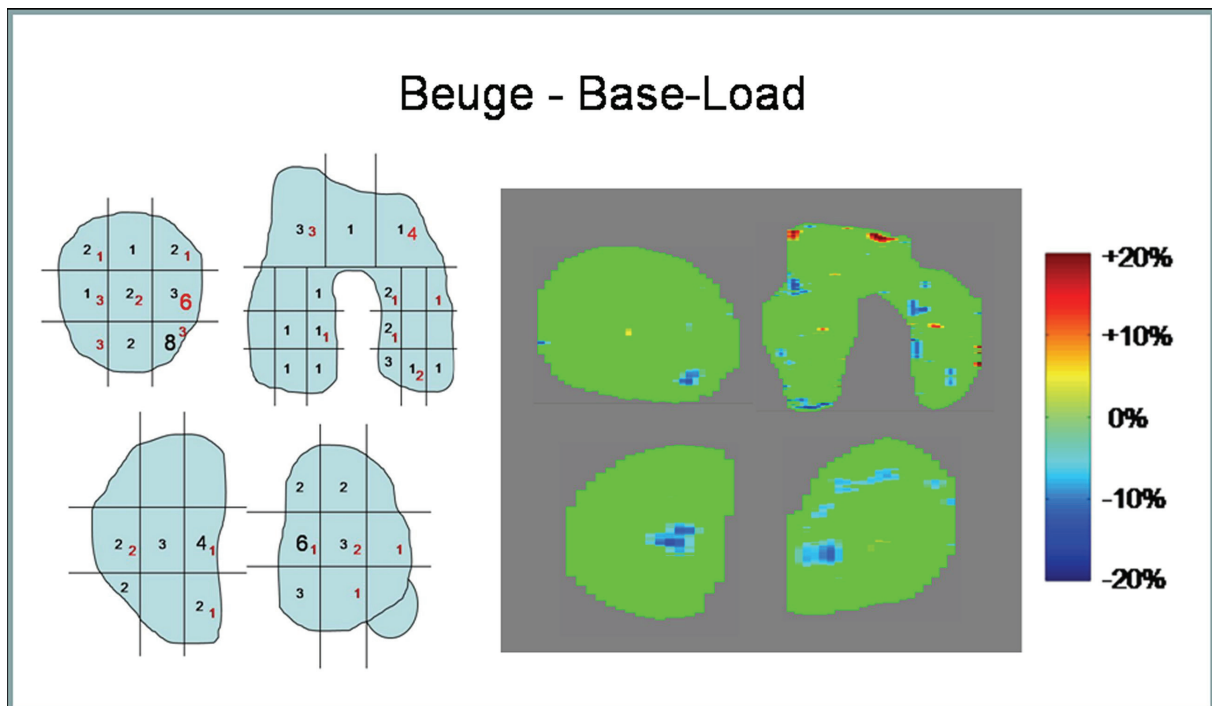 Beuge - Base-Load
3 3 1 1 4
2 1 1 2 1
1 2 1 1
1 3 2 2 3 6
1 1 1 2 1
3 2 8 3
1 1 3 1 2 1
+20%
+10%
0%
-10%
-20%
2 2
2 2 3 4 1
6 1 3 2 1
2
2 1
3 1